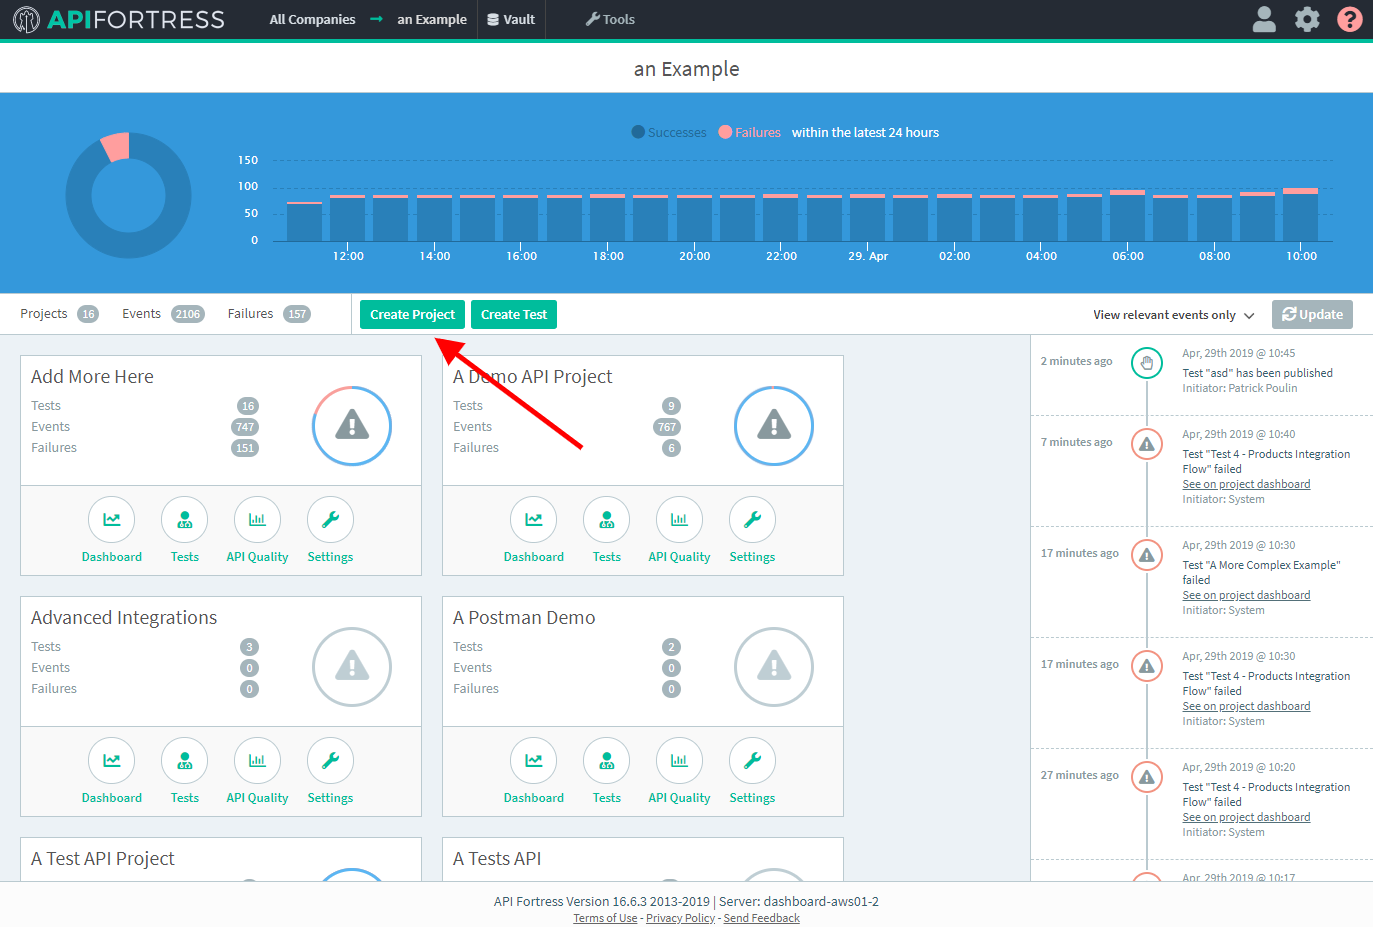 APIFORTRESS
All Companies → an Example
Vault
Tools
?
an Example
Successes Failures within the latest 24 hours
150
100
50
0
12:00 14:00 16:00 18:00 20:00 22:00 29. Apr 02:00 04:00 06:00 08:00 10:00
Projects 16 Events 2106 Failures 157
Create Project
Create Test
View relevant events only
Update
Add More Here
Tests 16
Events 747
Failures 151
Dashboard Tests API Quality Settings
A Demo API Project
Tests 9
Events 767
Failures 6
Dashboard Tests API Quality Settings
Advanced Integrations
Tests 3
Events 0
Failures 0
Dashboard Tests API Quality Settings
A Postman Demo
Tests 2
Events 0
Failures 0
Dashboard Tests API Quality Settings
A Test API Project
A Tests API
2 minutes ago
Apr, 29th 2019 @ 10:45
Test "asd" has been published
Initiator: Patrick Poulin
7 minutes ago
Apr, 29th 2019 @ 10:40
Test "Test 4 - Products Integration
Flow" failed
See on project dashboard
Initiator: System
17 minutes ago
Apr, 29th 2019 @ 10:30
Test "A More Complex Example"
failed
See on project dashboard
Initiator: System
17 minutes ago
Apr, 29th 2019 @ 10:30
Test "Test 4 - Products Integration
Flow" failed
See on project dashboard
Initiator: System
27 minutes ago
Apr, 29th 2019 @ 10:20
Test "Test 4 - Products Integration
Flow" failed
See on project dashboard
Initiator: System
Apr, 29th 2019 @ 10:17
API Fortress Version 16.6.3 2013-2019 | Server: dashboard-aws01-2
Terms of Use - Privacy Policy - Send Feedback